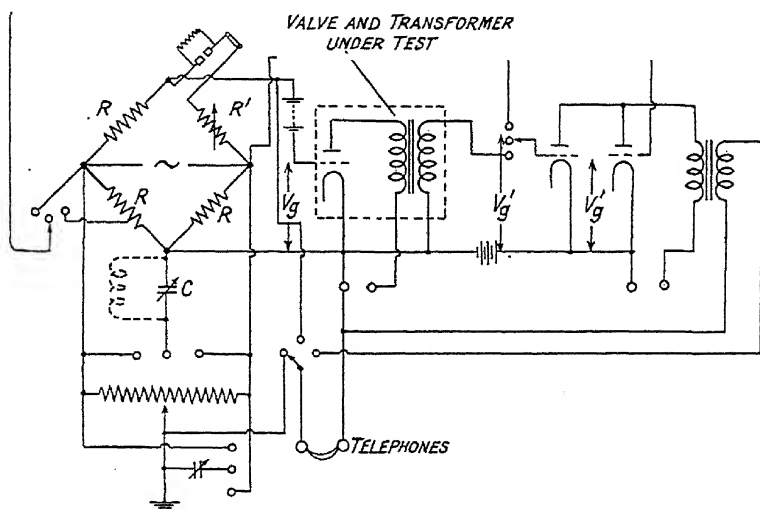 VALVE AND TRANSFORMER
UNDER TEST
R
R'
~
R
R
Vg
Vg'
Vg'
C
TELEPHONES